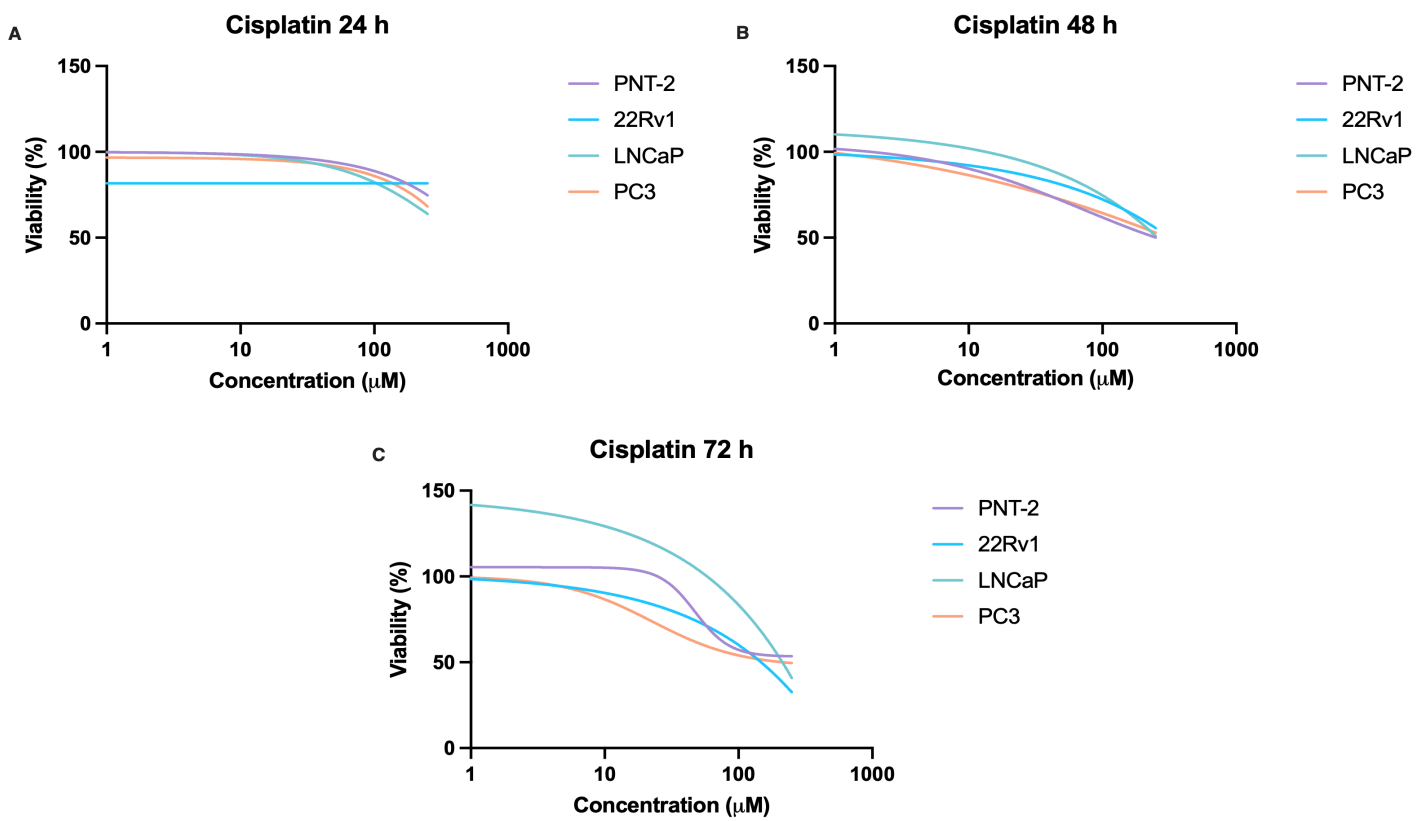 A
Cisplatin 24 h
150
100
50
0
Viability (%)
1
10
100
1000
Concentration (μM)
PNT-2
22Rv1
LNCaP
PC3
B
Cisplatin 48 h
150
100
50
0
Viability (%)
1
10
100
1000
Concentration (μM)
PNT-2
22Rv1
LNCaP
PC3
C
Cisplatin 72 h
150
100
50
0
Viability (%)
1
10
100
1000
Concentration (μM)
PNT-2
22Rv1
LNCaP
PC3